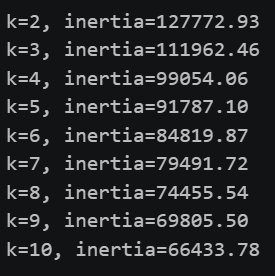 k=2, inertia=127772.93
k=3, inertia=111962.46
k=4, inertia=99054.06
k=5, inertia=91787.10
k=6, inertia=84819.87
k=7, inertia=79491.72
k=8, inertia=74455.54
k=9, inertia=69805.50
k=10, inertia=66433.78